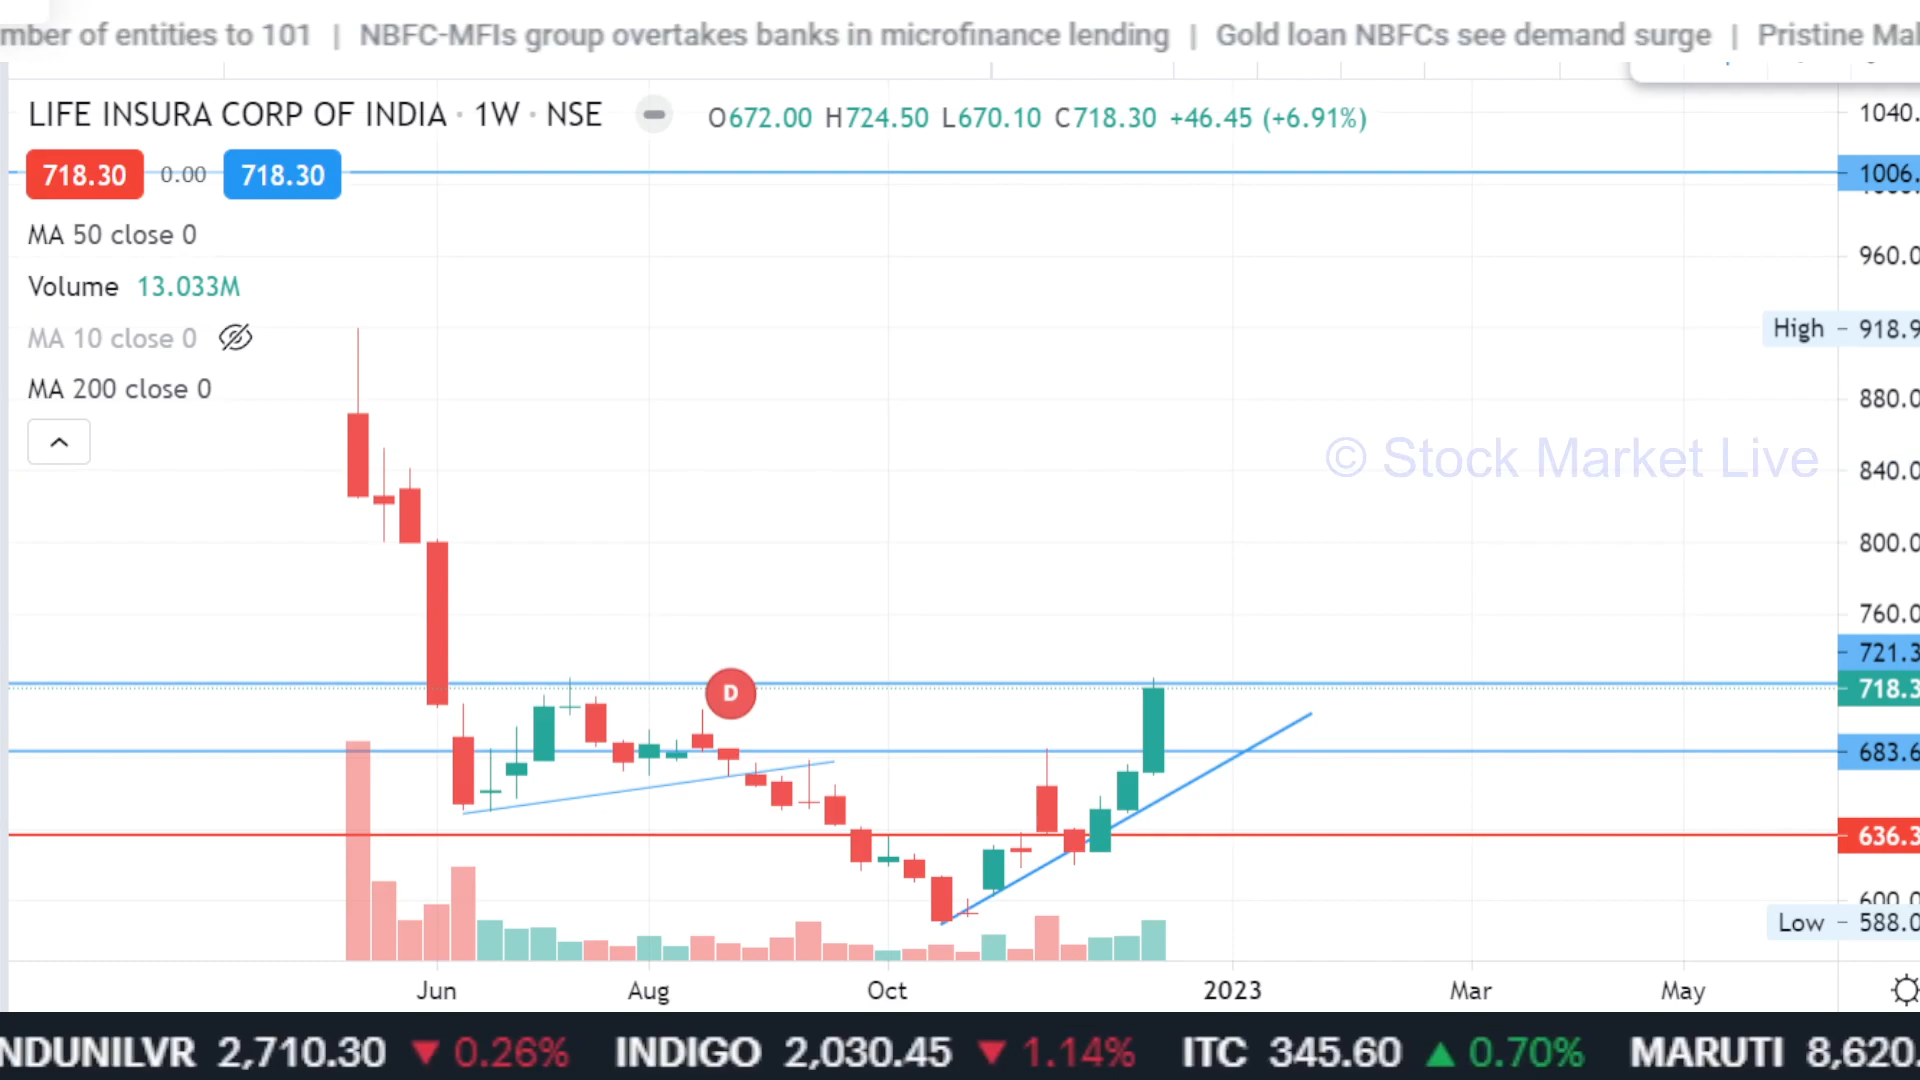 mber of entities to 101 | NBFC-MFIs group overtakes banks in microfinance lending | Gold loan NBFCs see demand surge | Pristine Mal
LIFE INSURA CORP OF INDIA · 1W · NSE O672.00 H724.50 L670.10 C718.30 +46.45 (+6.91%)
718.30 0.00 718.30
MA 50 close 0
Volume 13.033M
MA 10 close 0
MA 200 close 0
1040.
1006.
960.0
High 918.9
880.0
© Stock Market Live
840.0
800.0
760.0
721.3
D
718.3
683.6
636.3
600.0
Low 588.0
Jun Aug Oct 2023 Mar May
NDUNILVR 2,710.30 ▼ 0.26% INDIGO 2,030.45 ▼ 1.14% ITC 345.60 ▲ 0.70% MARUTI 8,620.